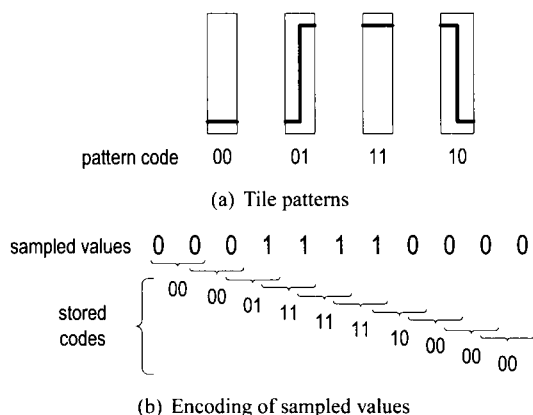 pattern code 00 01 11 10
(a) Tile patterns
sampled values 0 0 0 1 1 1 1 0 0 0 0
stored codes 00 00 01 11 11 11 10 00 00 00
(b) Encoding of sampled values